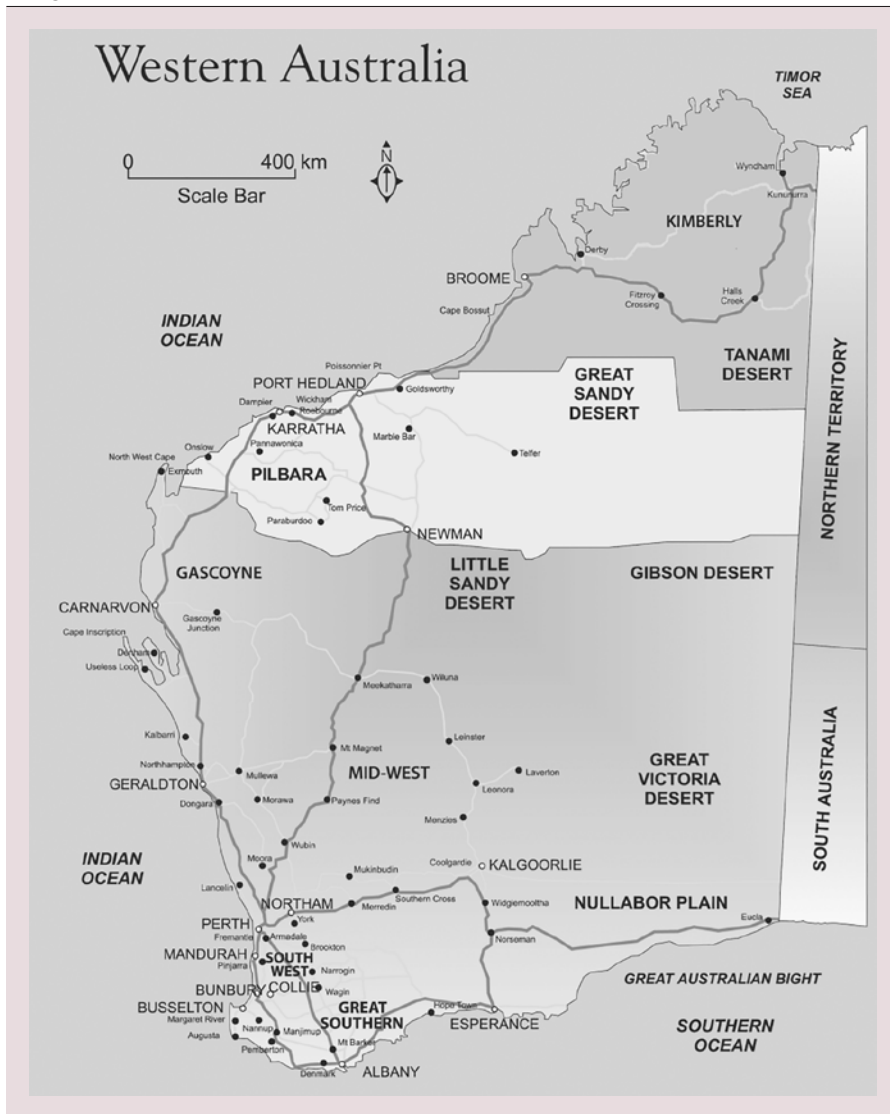 Western Australia
TIMOR
SEA
0 400 km
Scale Bar
N
Wyndham
Kununurra
KIMBERLY
Derby
BROOME
Fitzroy
Crossing
Halls
Creek
Cape Bossut
INDIAN
OCEAN
TANAMI
DESERT
Poissonnier Pt
PORT HEDLAND
Goldsworthy
GREAT
SANDY
DESERT
NORTHERN TERRITORY
Dampier
Wickham
Roebourne
KARRATHA
Marble Bar
Pannawonica
Onslow
Telfer
North West Cape
Exmouth
PILBARA
Tom Price
Paraburdoo
NEWMAN
LITTLE
SANDY
DESERT
GIBSON DESERT
GASCOYNE
CARNARVON
Gascoyne
Junction
Cape Inscription
Denham
Useless Loop
Meekatharra
Wiluna
Kalbarri
Leinster
Mt Magnet
Northhampton
GERALDTON
Mullewa
MID-WEST
Laverton
Leonora
GREAT
VICTORIA
DESERT
SOUTH AUSTRALIA
Dongara
Morawa
Paynes Find
Menzies
Wubin
INDIAN
OCEAN
Moora
Mukinbudin
Coolgardie
KALGOORLIE
Lancelin
Southern Cross
NORTHAM
Merredin
Widgiemooltha
NULLABOR PLAIN
Eucla
York
PERTH
Fremantle
Armadale
Brookton
Norseman
MANDURAH
Pinjarra
SOUTH
WEST
Narrogin
GREAT AUSTRALIAN BIGHT
BUNBURY
COLLIE
Wagin
BUSSELTON
GREAT
SOUTHERN
Hope Town
ESPERANCE
SOUTHERN
OCEAN
Margaret River
Nannup
Manjimup
Augusta
Pemberton
Mt Barker
Denmark
ALBANY